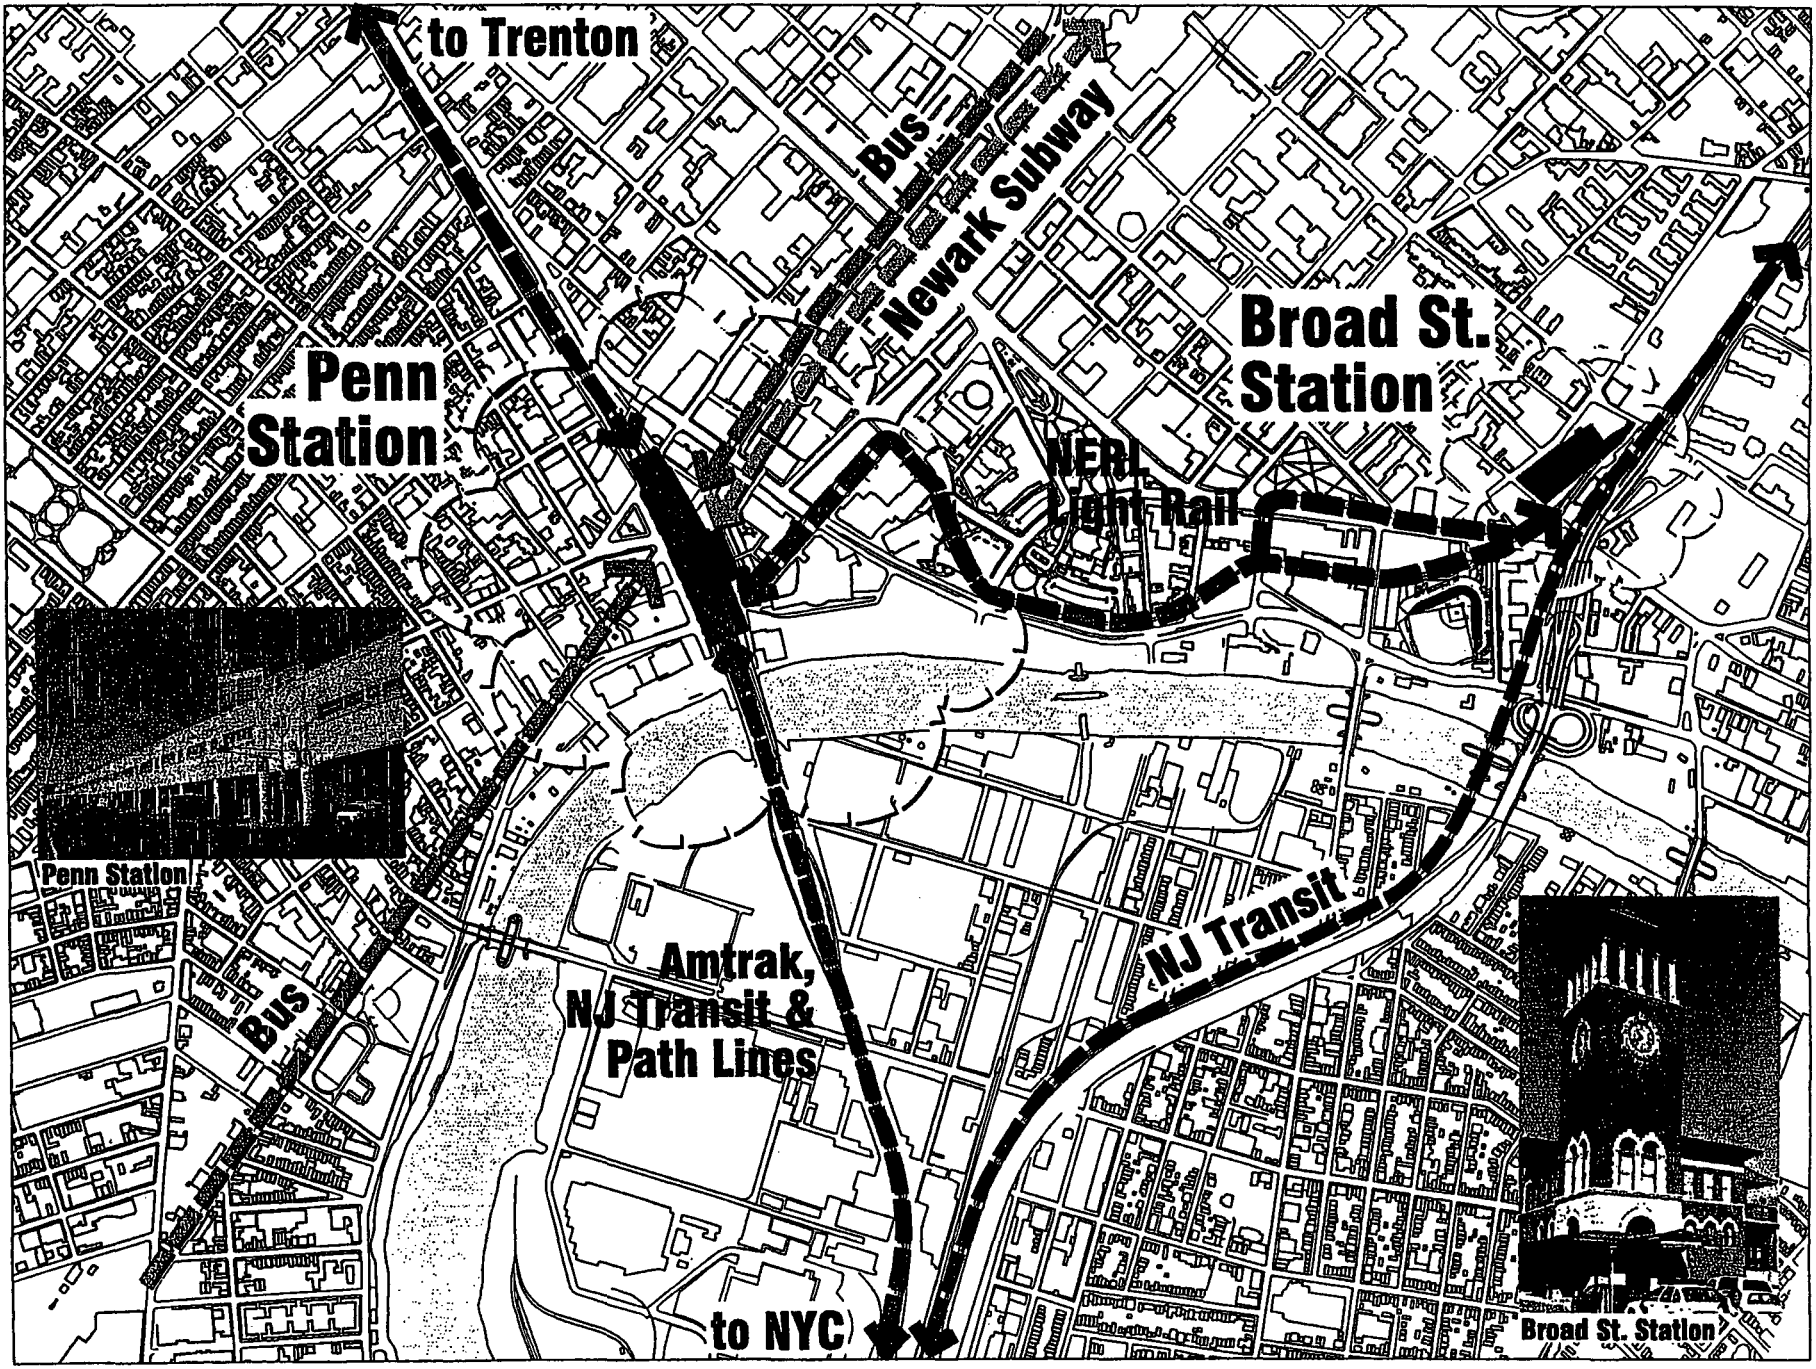 to Trenton
Bus
Newark Subway
Broad St.
Station
Penn
Station
NERL
Light Rail
Penn Station
NJ Transit
Amtrak,
NJ Transit &
Path Lines
Bus
to NYC
Broad St. Station